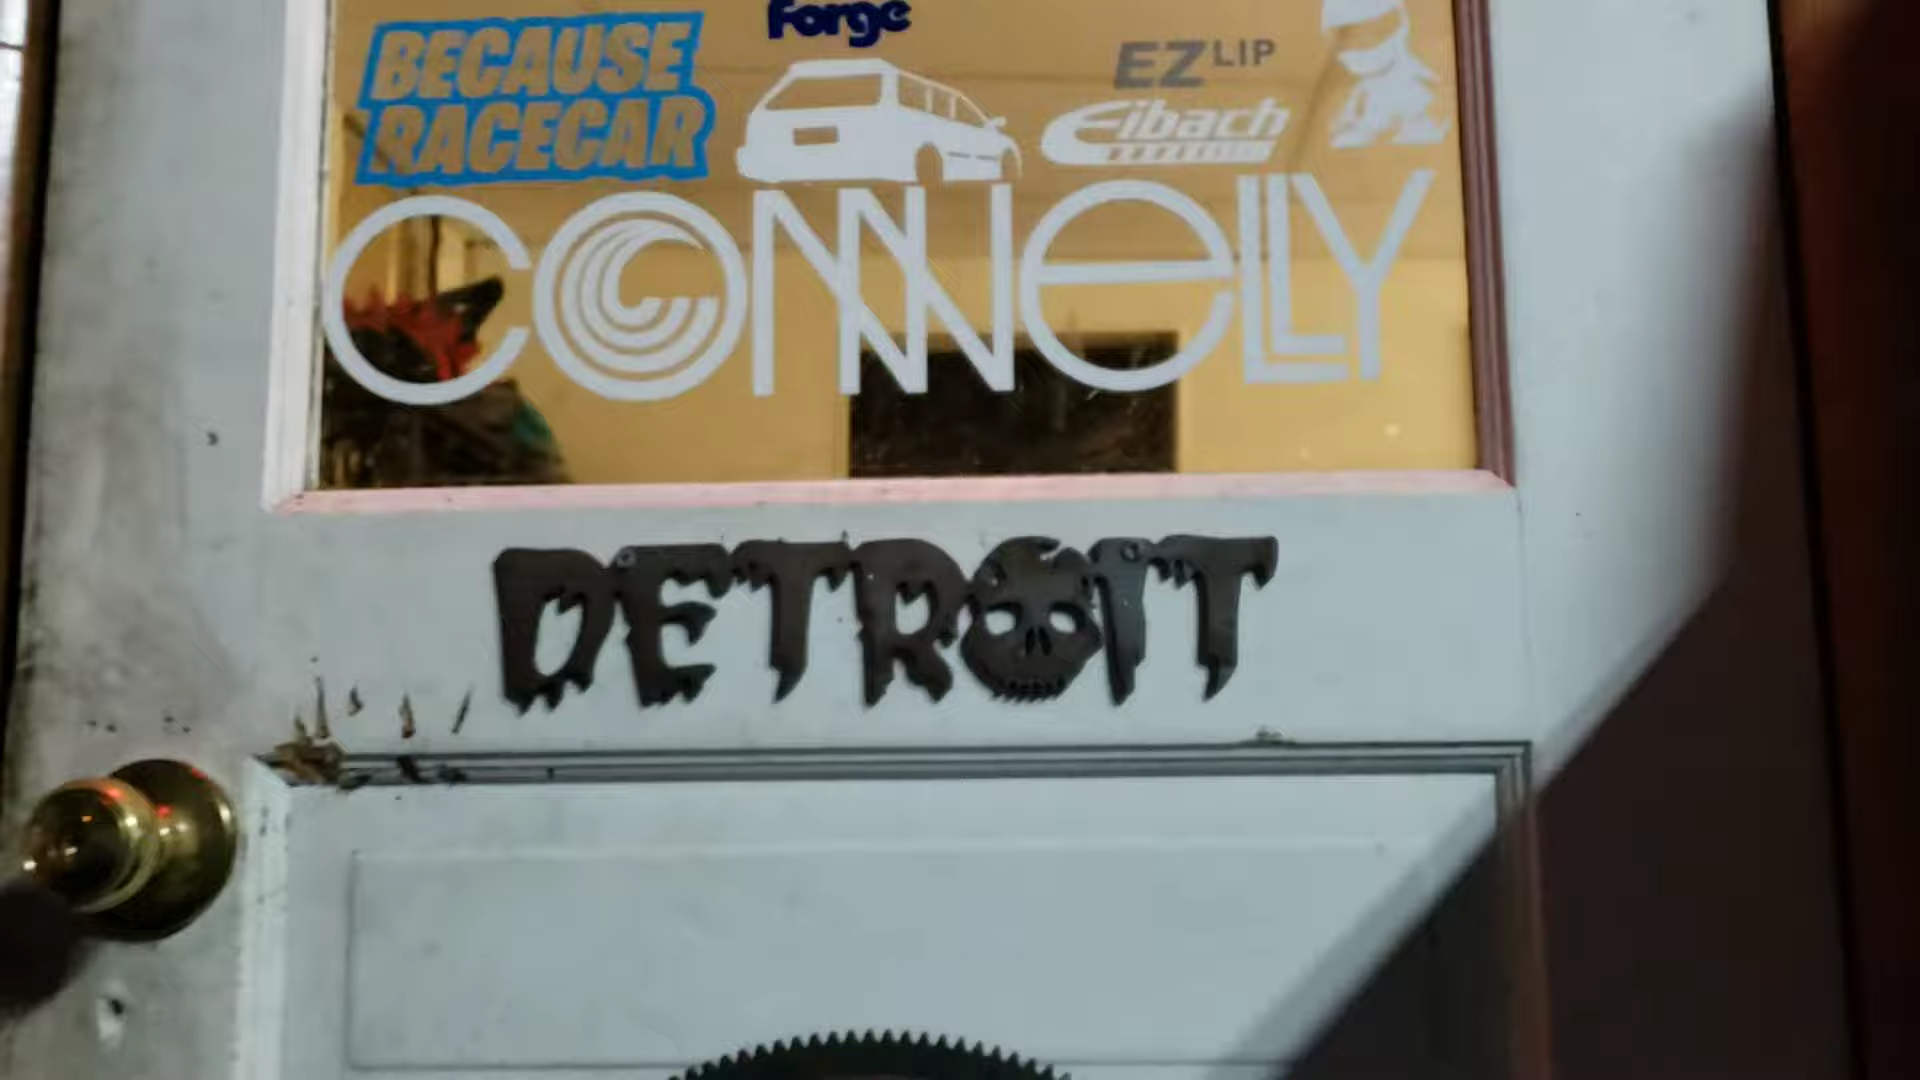 Forge
BECAUSE
RACECAR
EZ LIP
Eibach
CONNELLY
DETROIT